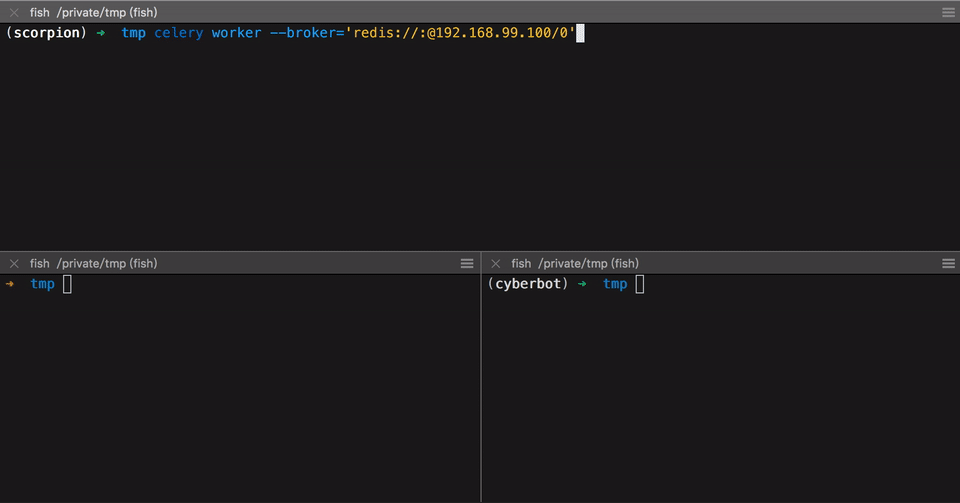 fish /private/tmp (fish)
(scorpion) → tmp celery worker --broker='redis://:@192.168.99.100/0'
fish /private/tmp (fish)
→ tmp
fish /private/tmp (fish)
(cyberbot) → tmp